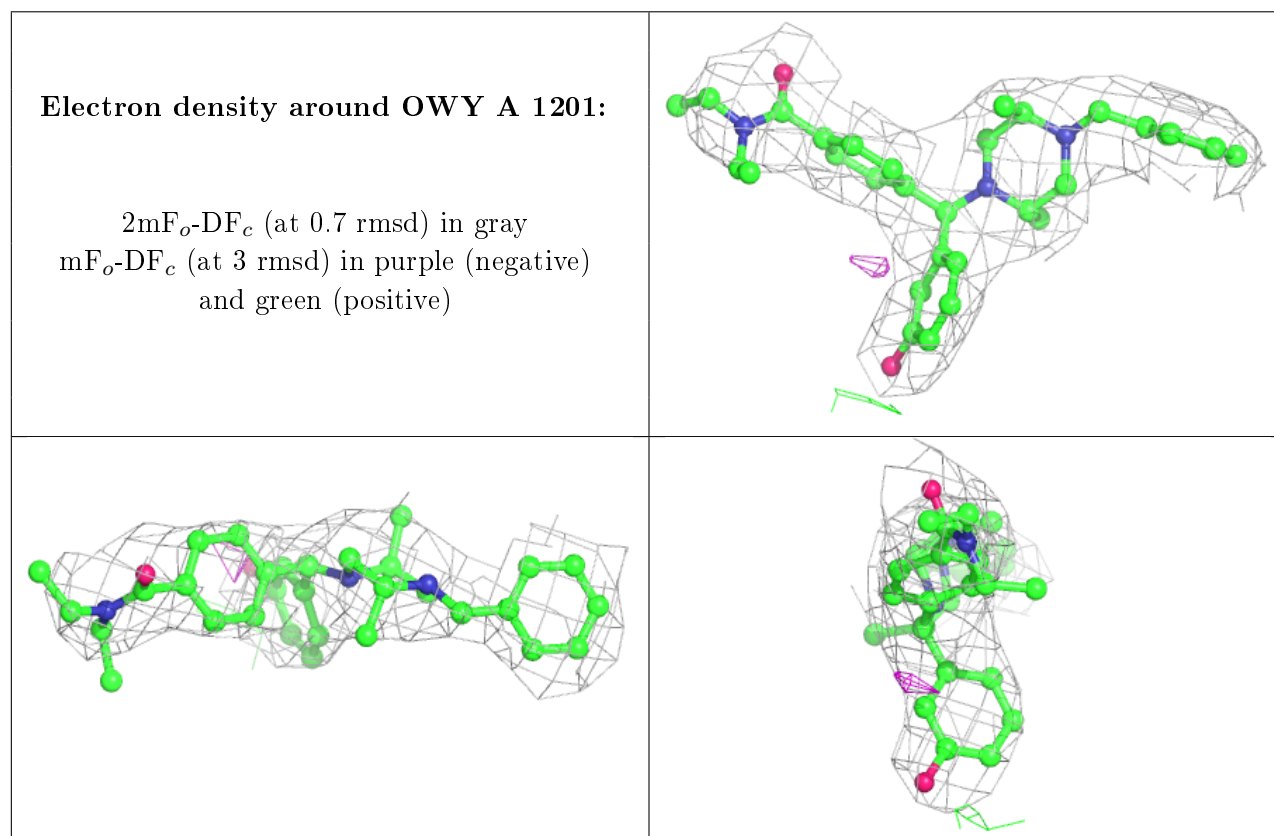 Electron density around OWY A 1201:
2mFo-DFc (at 0.7 rmsd) in gray
mFo-DFc (at 3 rmsd) in purple (negative)
and green (positive)